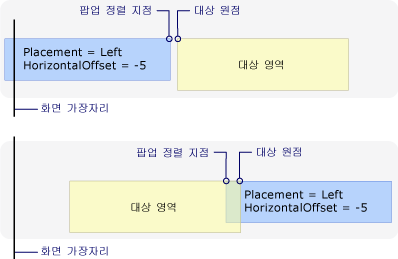 팝업 정렬 지점
대상 원점
Placement = Left
HorizontalOffset = -5
대상 영역
화면 가장자리
팝업 정렬 지점
대상 원점
대상 영역
Placement = Left
HorizontalOffset = -5
화면 가장자리